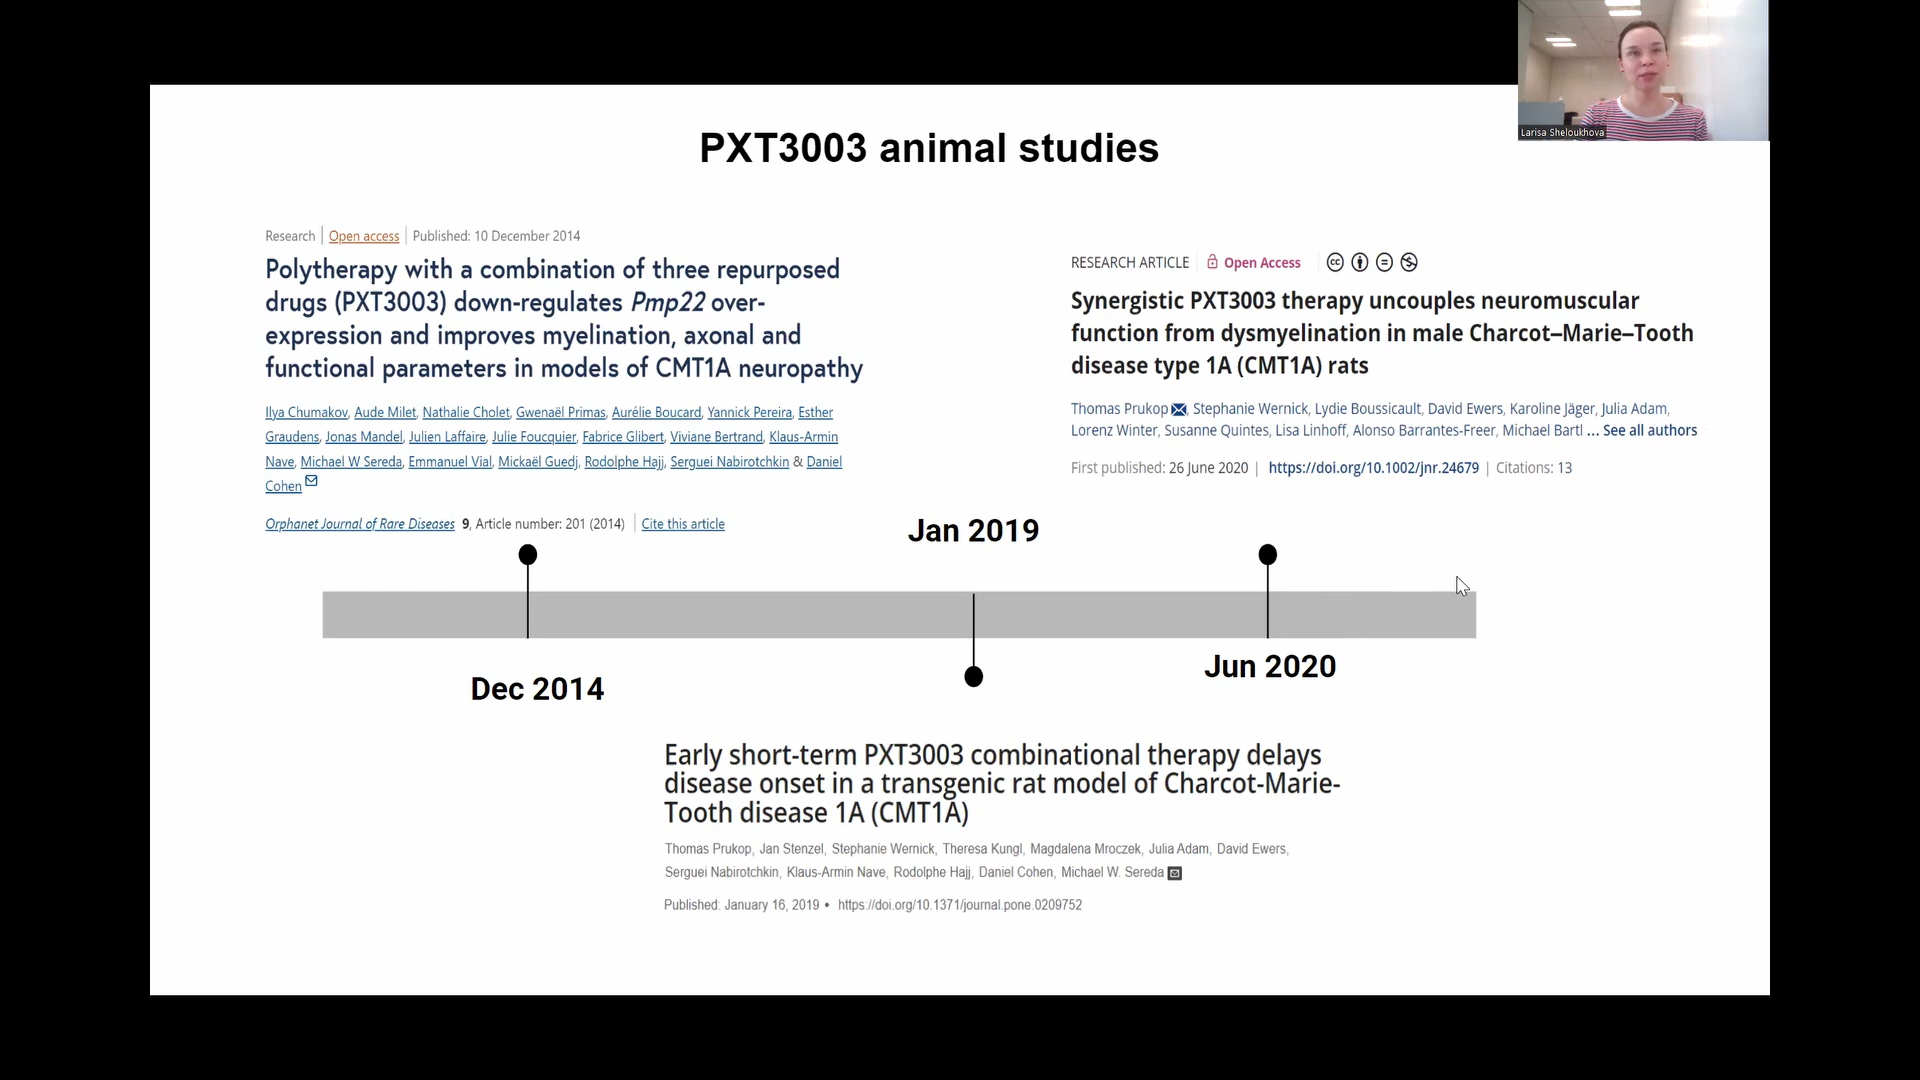 Larisa Sheloukhova
PXT3003 animal studies
Research | Open access | Published: 10 December 2014
Polytherapy with a combination of three repurposed
drugs (PXT3003) down-regulates Pmp22 over-
expression and improves myelination, axonal and
functional parameters in models of CMT1A neuropathy
Ilya Chumakov, Aude Milet, Nathalie Cholet, Gwenaël Primas, Aurélie Boucard, Yannick Pereira, Esther
Graudens, Jonas Mandel, Julien Laffaire, Julie Foucquier, Fabrice Glibert, Viviane Bertrand, Klaus-Armin
Nave, Michael W Sereda, Emmanuel Vial, Mickaël Guedj, Rodolphe Hajj, Serguei Nabirotchkin & Daniel
Cohen
Orphanet Journal of Rare Diseases 9, Article number: 201 (2014) | Cite this article
RESEARCH ARTICLE Open Access
Synergistic PXT3003 therapy uncouples neuromuscular
function from dysmyelination in male Charcot–Marie–Tooth
disease type 1A (CMT1A) rats
Thomas Prukop, Stephanie Wernick, Lydie Boussicault, David Ewers, Karoline Jäger, Julia Adam,
Lorenz Winter, Susanne Quintes, Lisa Linhoff, Alonso Barrantes-Freer, Michael Bartl ... See all authors
First published: 26 June 2020 | https://doi.org/10.1002/jnr.24679 | Citations: 13
Jan 2019
Dec 2014
Jun 2020
Early short-term PXT3003 combinational therapy delays
disease onset in a transgenic rat model of Charcot-Marie-
Tooth disease 1A (CMT1A)
Thomas Prukop, Jan Stenzel, Stephanie Wernick, Theresa Kungl, Magdalena Mroczek, Julia Adam, David Ewers,
Serguei Nabirotchkin, Klaus-Armin Nave, Rodolphe Hajj, Daniel Cohen, Michael W. Sereda
Published: January 16, 2019 • https://doi.org/10.1371/journal.pone.0209752